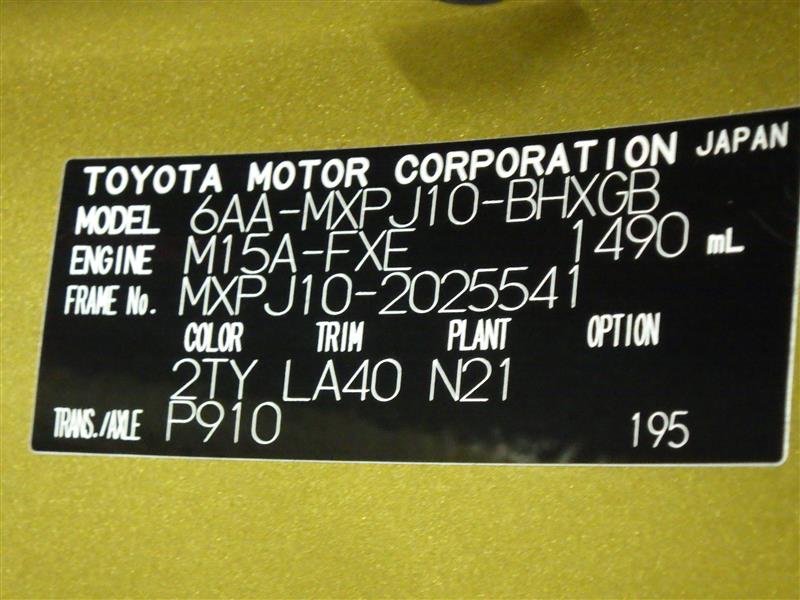 TOYOTA MOTOR CORPORATION JAPAN
MODEL 6AA-MXPJ10-BHXGB
ENGINE M15A-FXE 1490 mL
FRAME No. MXPJ10-2025541
COLOR TRIM PLANT OPTION
2TY LA40 N21
TRANS./AXLE P910 195